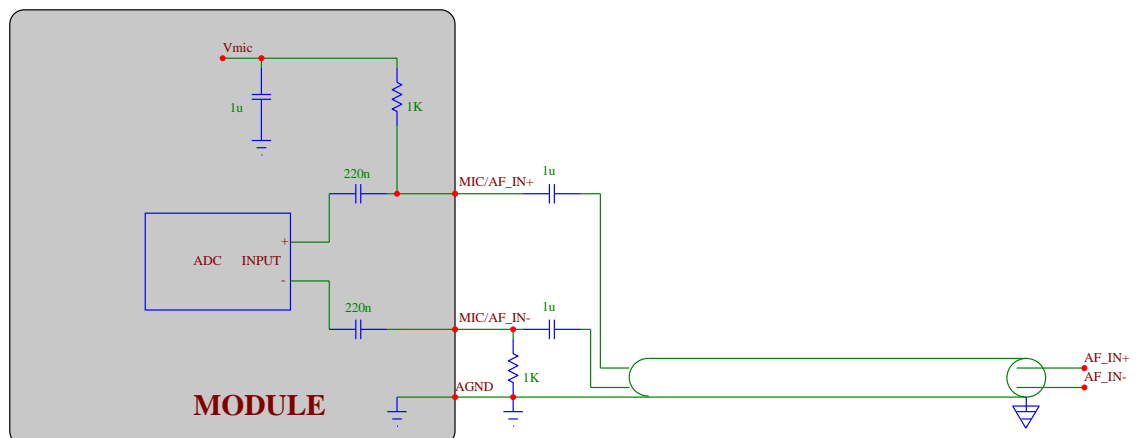 Vmic
1u
1K
220n
MIC/AF_IN+
1u
+
ADC INPUT
-
220n
MIC/AF_IN-
1u
1K
AF_IN+
AF_IN-
AGND
MODULE